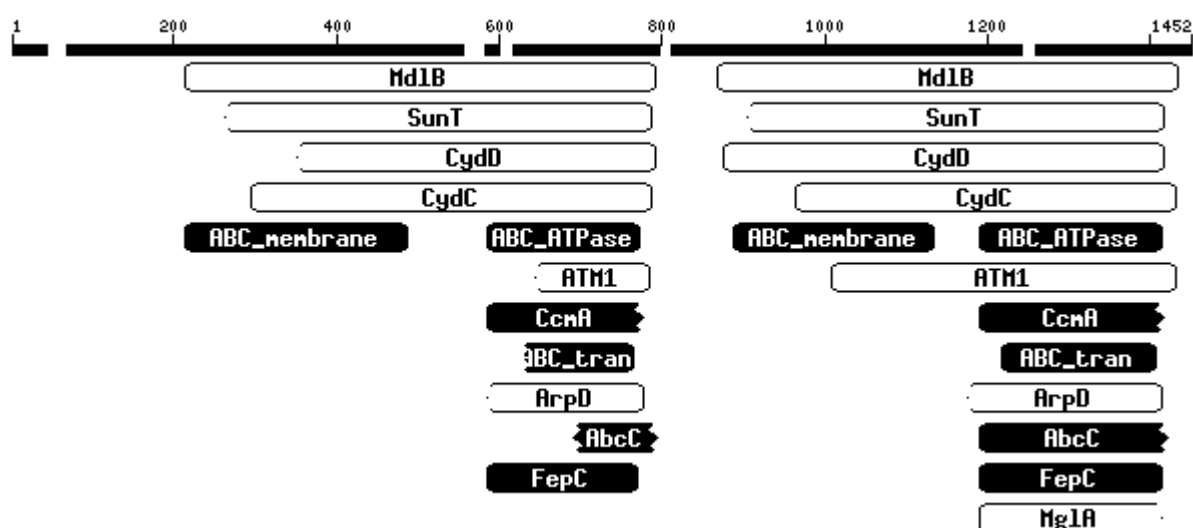 1 200 400 600 800 1000 1200 1452
MdlB MdlB
SunT SunT
CydD CydD
CydC CydC
ABC_membrane ABC_ATPase ABC_membrane ABC_ATPase
ATM1 ATM1
CcmA CcmA
ABC_tran ABC_tran
ArpD ArpD
AbcC AbcC
FepC FepC
MglA